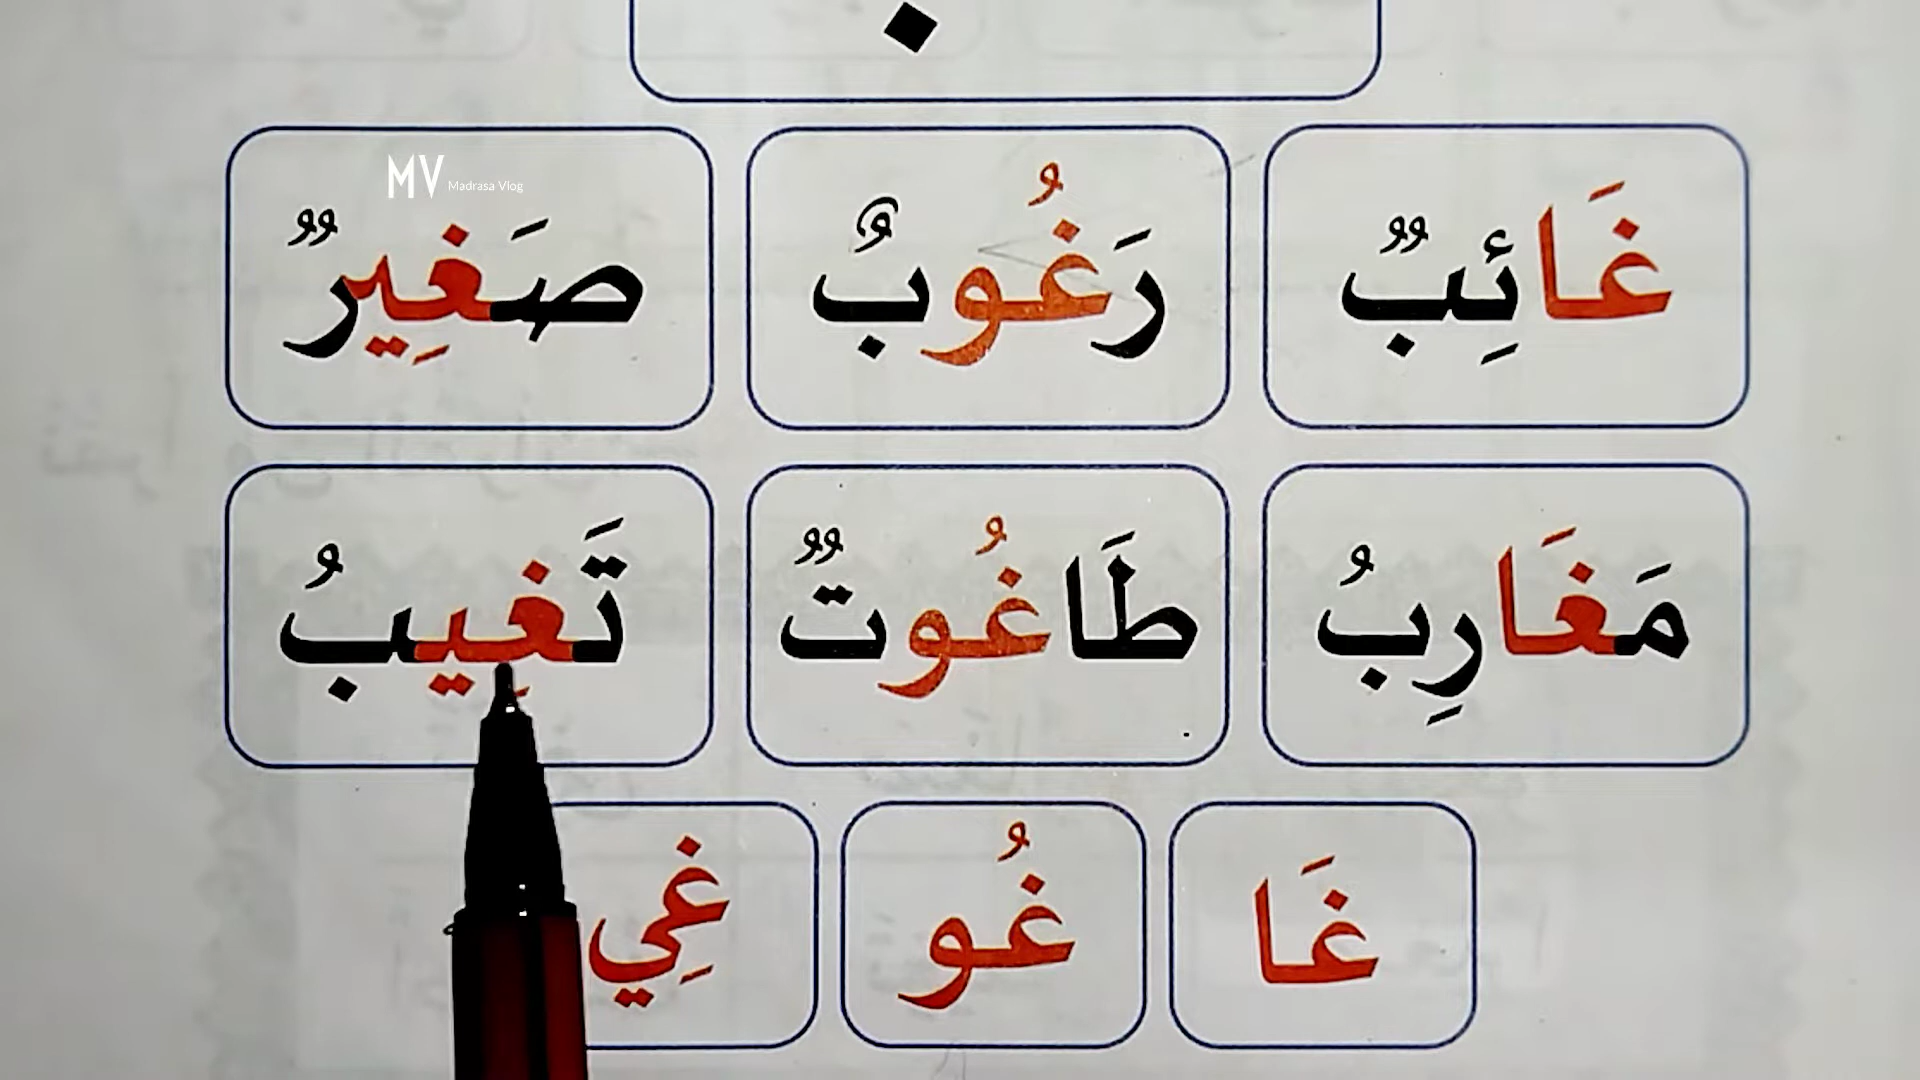 غَائِبٌ رَغُوبٌ صَغِيرٌ
MV Madrasa Vlog
مَغَارِبُ طَاغُوتٌ تَغِيبُ
غَا غُو غِي